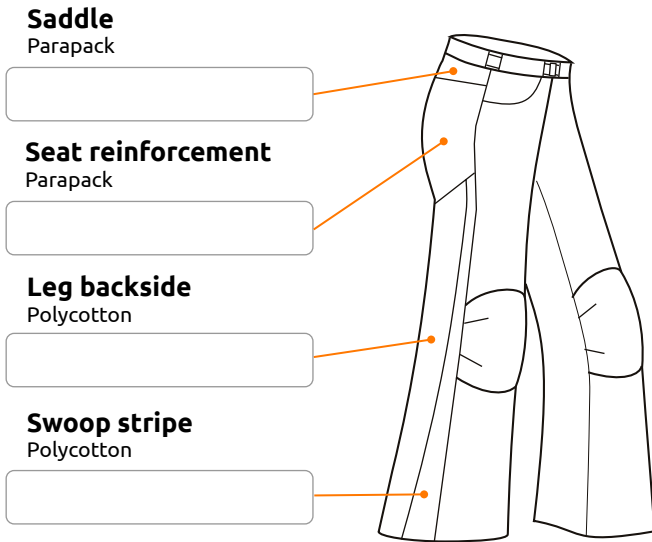 Saddle
Parapack
Seat reinforcement
Parapack
Leg backside
Polycotton
Swoop stripe
Polycotton